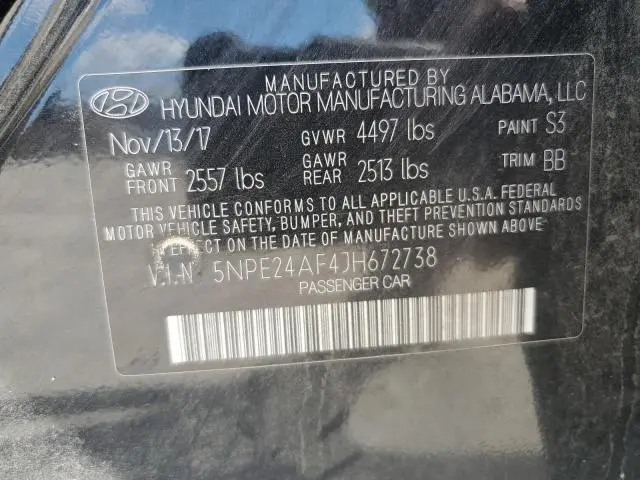 MANUFACTURED BY
HYUNDAI MOTOR MANUFACTURING ALABAMA, LLC
Nov/13/17 GVWR 4497 lbs PAINT S3
GAWR FRONT 2557 lbs GAWR REAR 2513 lbs TRIM BB
THIS VEHICLE CONFORMS TO ALL APPLICABLE U.S.A. FEDERAL
MOTOR VEHICLE SAFETY, BUMPER, AND THEFT PREVENTION STANDARDS
EFFECT ON THE DATE OF MANUFACTURE SHOWN ABOVE.
V.I.N 5NPE24AF4JH672738
PASSENGER CAR